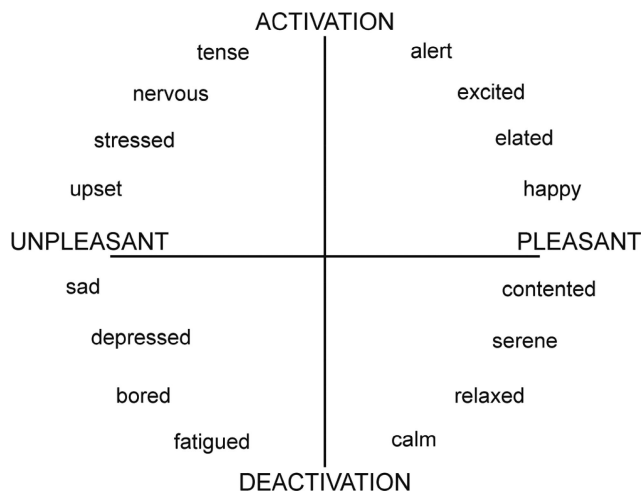 ACTIVATION
tense alert
nervous excited
stressed elated
upset happy
UNPLEASANT PLEASANT
sad contented
depressed serene
bored relaxed
fatigued calm
DEACTIVATION